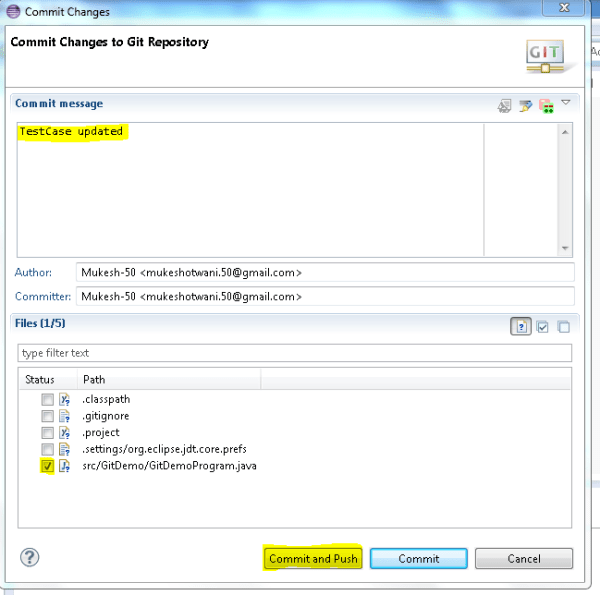 Commit Changes
Commit Changes to Git Repository
GIT
Commit message
TestCase updated
Author: Mukesh-50 <mukeshotwani.50@gmail.com>
Committer: Mukesh-50 <mukeshotwani.50@gmail.com>
Files (1/5)
type filter text
Status Path
.classpath
.gitignore
.project
.settings/org.eclipse.jdt.core.prefs
src/GitDemo/GitDemoProgram.java
Commit and Push Commit Cancel